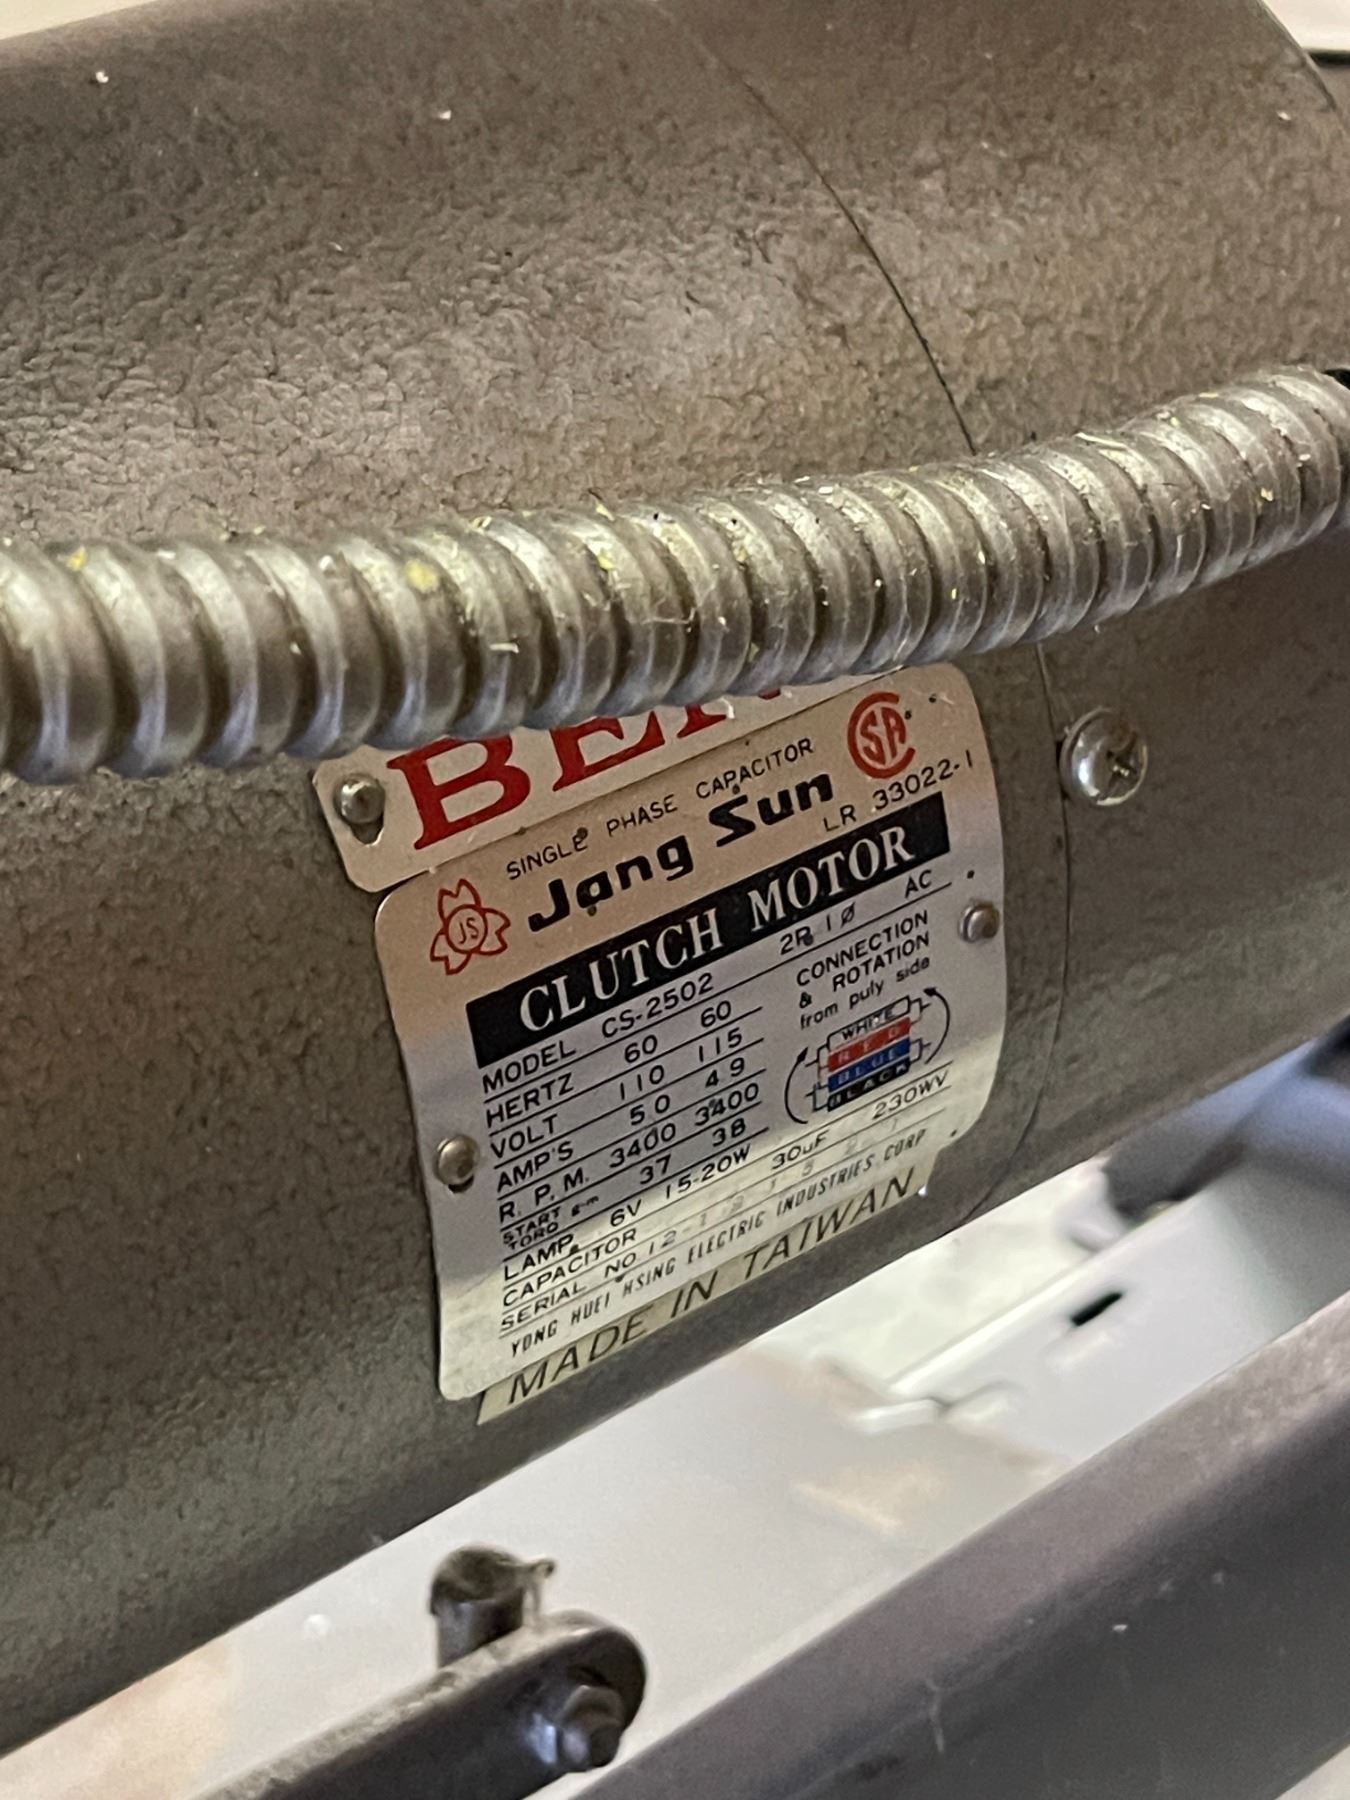 SINGLE PHASE CAPACITOR
SA
JS
Jang Sun
LR 33022-1
CLUTCH MOTOR
MODEL CS-2502 2P 1Ø AC
HERTZ 60 60
VOLT 110 115
AMP'S 5.0 4.9
R. P. M. 3400 3400
START TORQ g-m 37 38
LAMP. 6V 15-20W
CAPACITOR 30uF 230WV
SERIAL NO.
YONG HUEI HSING ELECTRIC INDUSTRIES. CORP
CONNECTION
& ROTATION
from puly side
WHITE
RED
BLUE
BLACK
MADE IN TAIWAN